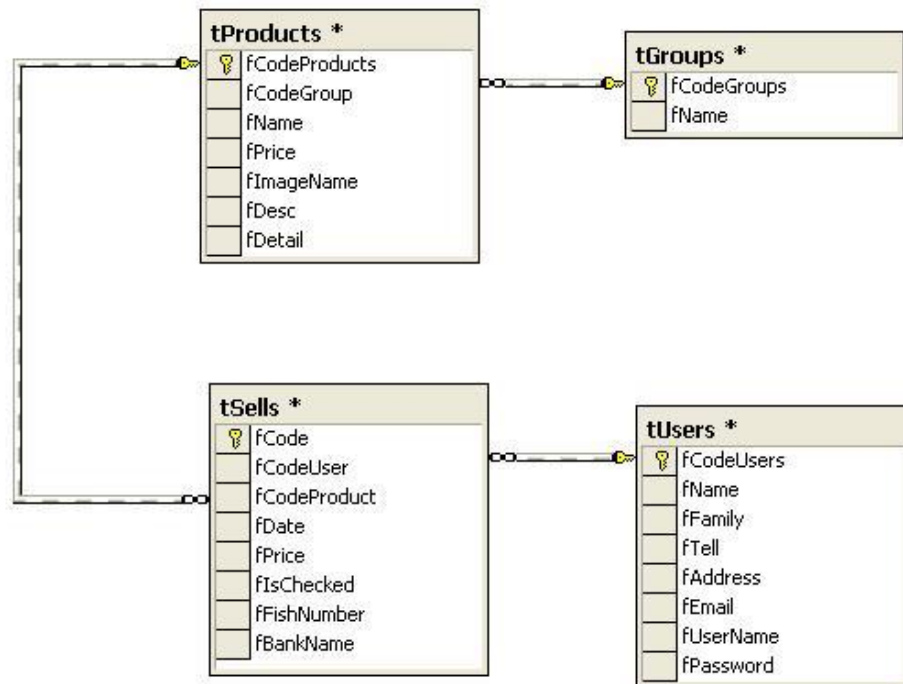 tProducts *
fCodeProducts
fCodeGroup
fName
fPrice
fImageName
fDesc
fDetail
tGroups *
fCodeGroups
fName
tSells *
fCode
fCodeUser
fCodeProduct
fDate
fPrice
fIsChecked
fFishNumber
fBankName
tUsers *
fCodeUsers
fName
fFamily
fTell
fAddress
fEmail
fUserName
fPassword